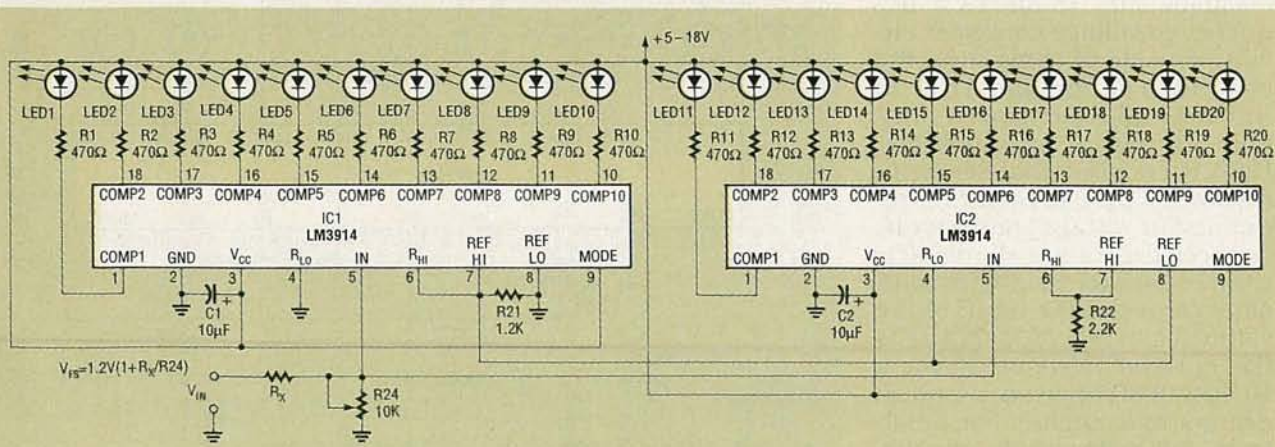 +5–18V
LED1 LED2 LED3 LED4 LED5 LED6 LED7 LED8 LED9 LED10
LED11 LED12 LED13 LED14 LED15 LED16 LED17 LED18 LED19 LED20
R1 470Ω R2 470Ω R3 470Ω R4 470Ω R5 470Ω R6 470Ω R7 470Ω R8 470Ω R9 470Ω R10 470Ω
R11 470Ω R12 470Ω R13 470Ω R14 470Ω R15 470Ω R16 470Ω R17 470Ω R18 470Ω R19 470Ω R20 470Ω
18 17 16 15 14 13 12 11 10
COMP2 COMP3 COMP4 COMP5 COMP6 COMP7 COMP8 COMP9 COMP10
IC1
LM3914
COMP1 GND VCC RLO IN RHI REF HI REF LO MODE
1 2 3 4 5 6 7 8 9
18 17 16 15 14 13 12 11 10
COMP2 COMP3 COMP4 COMP5 COMP6 COMP7 COMP8 COMP9 COMP10
IC2
LM3914
COMP1 GND VCC RLO IN RHI REF HI REF LO MODE
1 2 3 4 5 6 7 8 9
C1 10µF
+
R21 1.2K
C2 10µF
+
R22 2.2K
VFS=1.2V(1+RX/R24)
VIN
RX
R24 10K